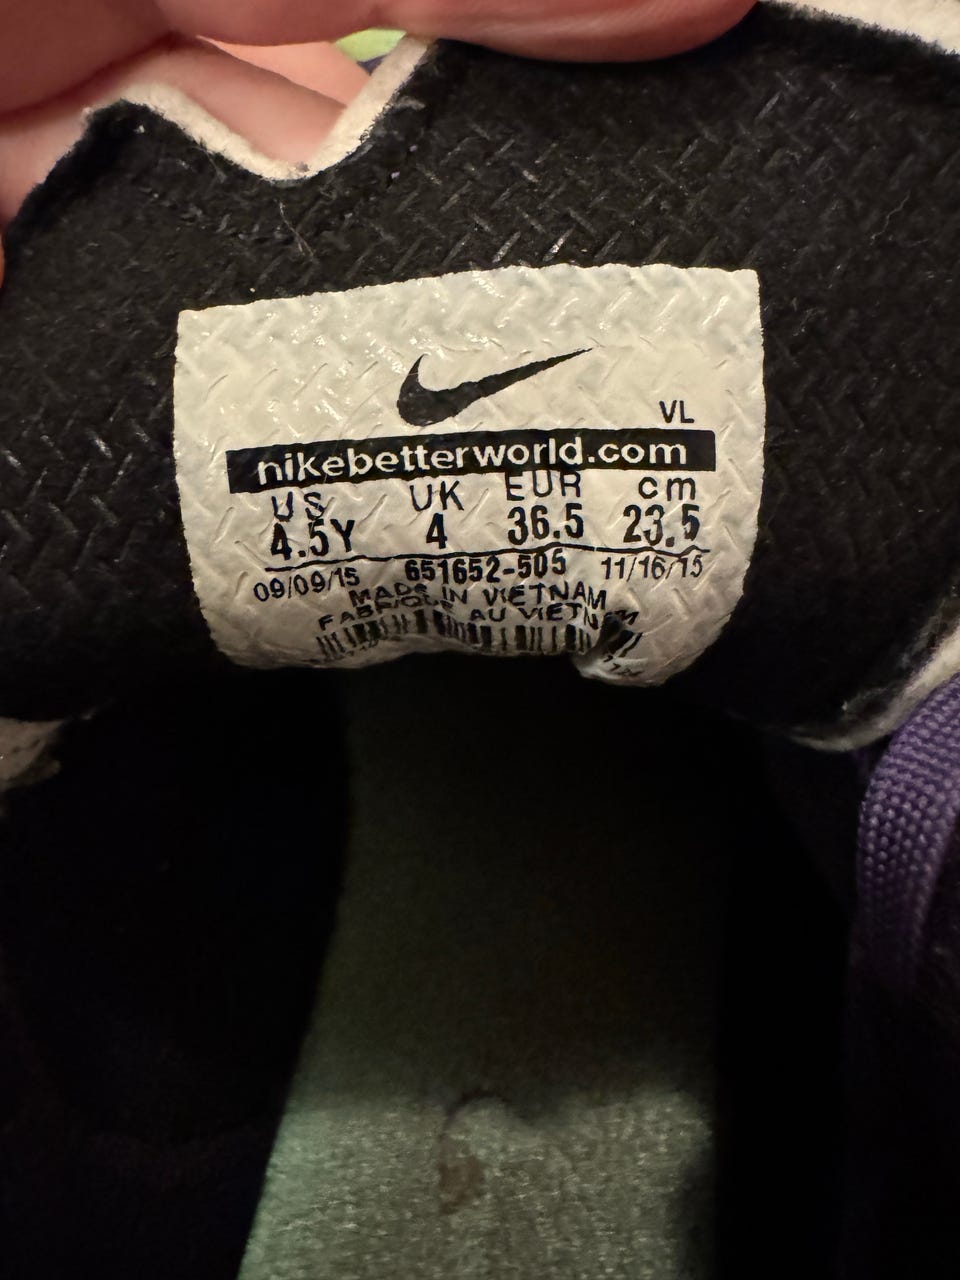 VL
nikebetterworld.com
US UK EUR cm
4.5Y 4 36.5 23.5
09/09/15 651652-505 11/16/15
MADE IN VIETNAM
FABRIQUE AU VIETNAM